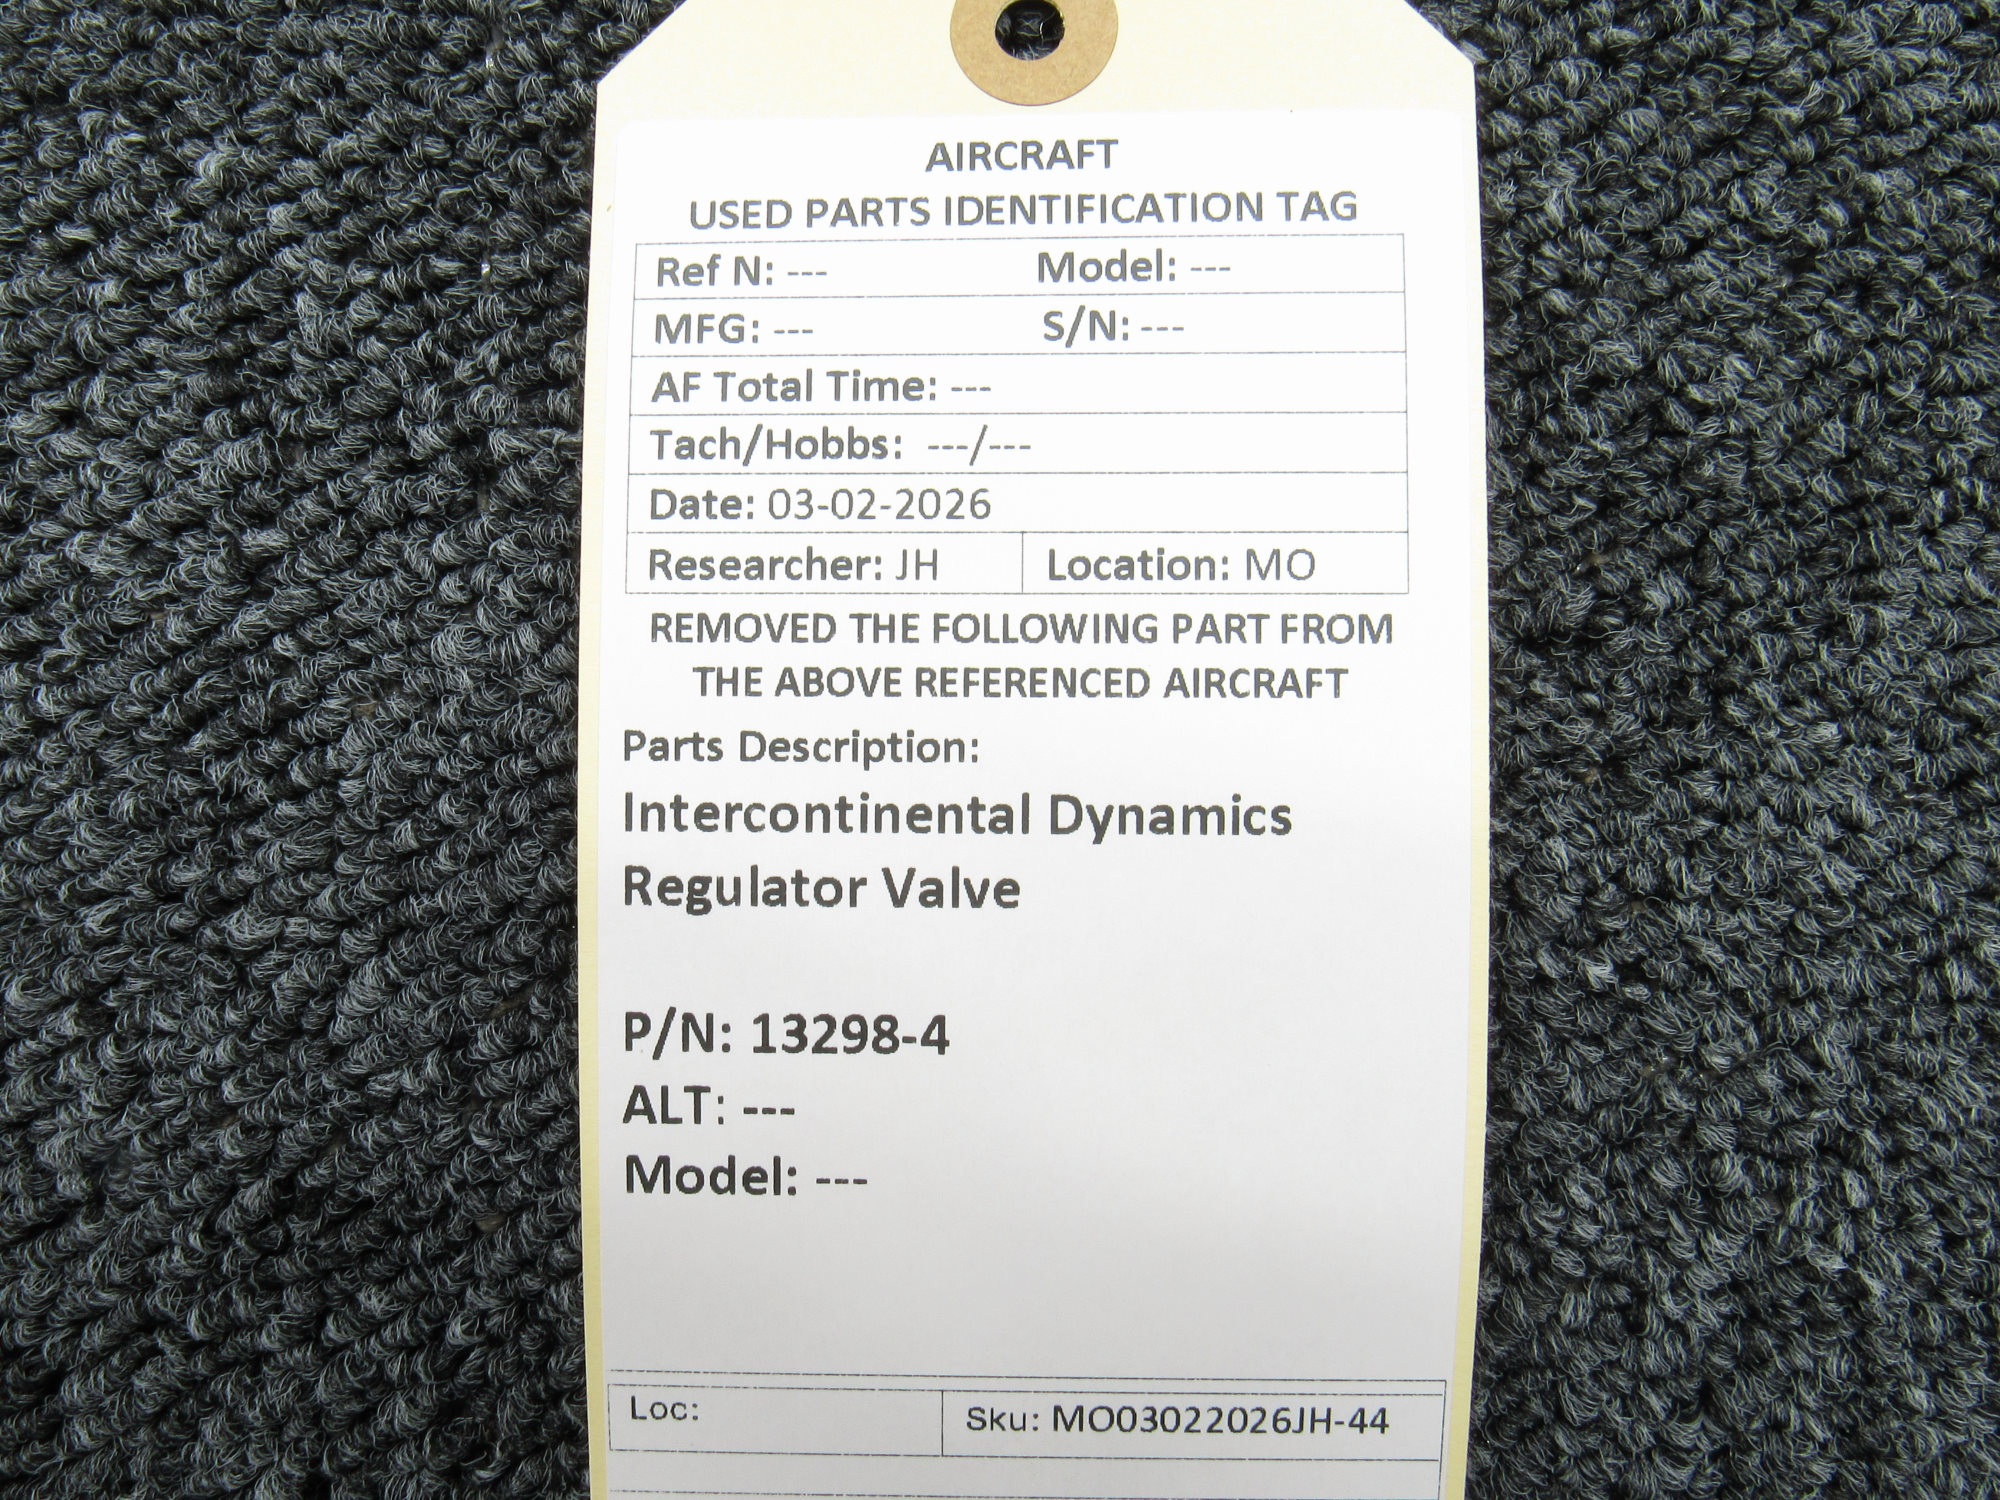 AIRCRAFT
USED PARTS IDENTIFICATION TAG
Ref N: --- Model: ---
MFG: --- S/N: ---
AF Total Time: ---
Tach/Hobbs: ---/---
Date: 03-02-2026
Researcher: JH Location: MO
REMOVED THE FOLLOWING PART FROM
THE ABOVE REFERENCED AIRCRAFT
Parts Description:
Intercontinental Dynamics
Regulator Valve
P/N: 13298-4
ALT: ---
Model: ---
Loc: Sku: MO03022026JH-44